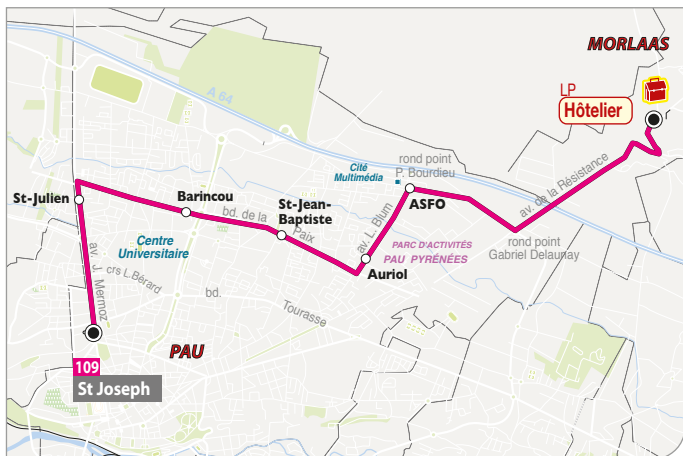 MORLAAS
LP
Hôtelier
A 64
Cité
Multimédia
rond point
P. Bourdieu
av. de la Résistance
St-Julien
Barincou
St-Jean-
Baptiste
ASFO
bd. de la
Paix
av. L. Blum
Centre
Universitaire
PARC D'ACTIVITÉS
PAU PYRÉNÉES
rond point
Gabriel Delaunay
Auriol
av. J. Mermoz
crs L.Bérard
bd.
Tourasse
PAU
109
St Joseph